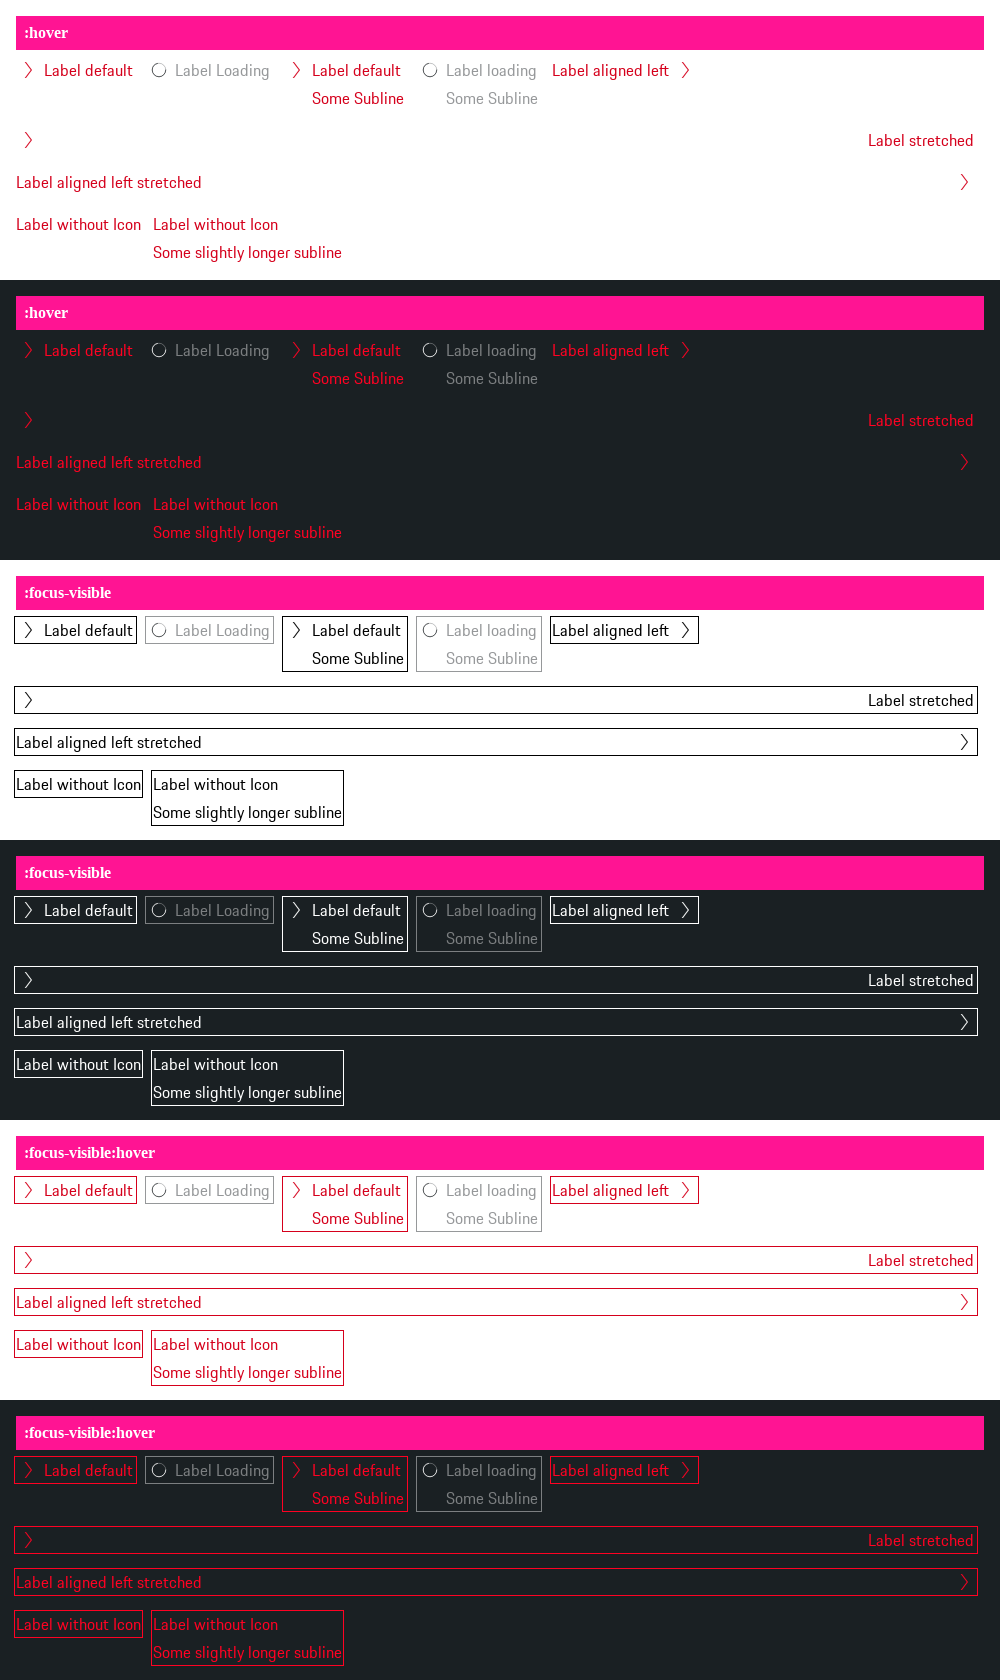 :hover
Label default Label Loading Label default Label loading Label aligned left
Some Subline Some Subline
Label stretched
Label aligned left stretched
Label without Icon Label without Icon
Some slightly longer subline
:hover
Label default Label Loading Label default Label loading Label aligned left
Some Subline Some Subline
Label stretched
Label aligned left stretched
Label without Icon Label without Icon
Some slightly longer subline
:focus-visible
Label default Label Loading Label default Label loading Label aligned left
Some Subline Some Subline
Label stretched
Label aligned left stretched
Label without Icon Label without Icon
Some slightly longer subline
:focus-visible
Label default Label Loading Label default Label loading Label aligned left
Some Subline Some Subline
Label stretched
Label aligned left stretched
Label without Icon Label without Icon
Some slightly longer subline
:focus-visible:hover
Label default Label Loading Label default Label loading Label aligned left
Some Subline Some Subline
Label stretched
Label aligned left stretched
Label without Icon Label without Icon
Some slightly longer subline
:focus-visible:hover
Label default Label Loading Label default Label loading Label aligned left
Some Subline Some Subline
Label stretched
Label aligned left stretched
Label without Icon Label without Icon
Some slightly longer subline